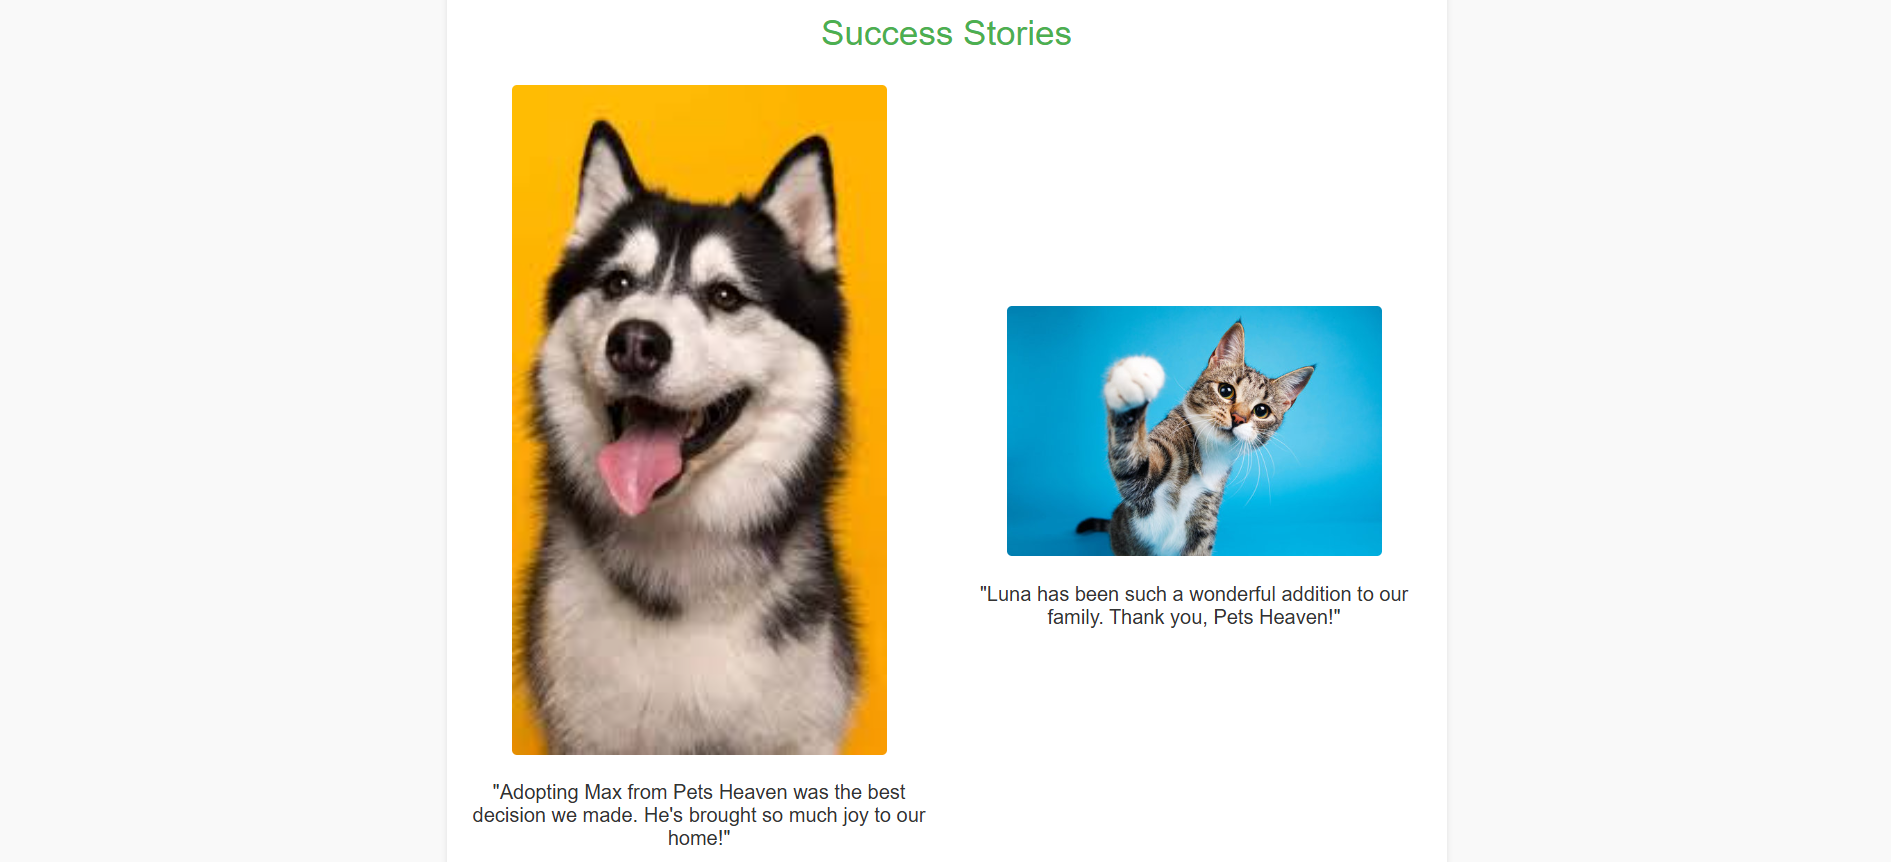 Success Stories
"Adopting Max from Pets Heaven was the best
decision we made. He's brought so much joy to our
home!"
"Luna has been such a wonderful addition to our
family. Thank you, Pets Heaven!"